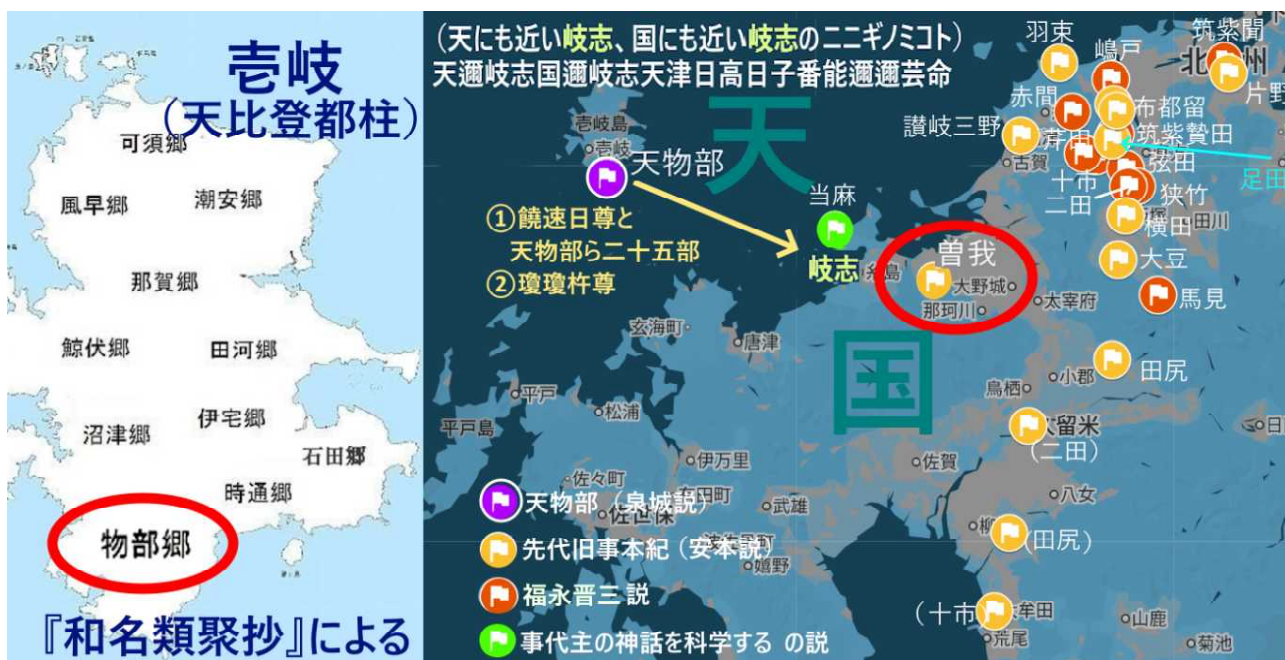 壱岐
(天比登都柱)
可須郷
風早郷
潮安郷
那賀郷
鯨伏郷
田河郷
沼津郷
伊宅郷
石田郷
時通郷
物部郷
『和名類聚抄』による
(天にも近い岐志、国にも近い岐志のニニギノミコト)
天邇岐志国邇岐志天津日高日子番能邇邇芸命
天
国
壱岐島
壱岐
天物部
①饒速日尊と
天物部ら二十五部
②瓊瓊杵尊
当麻
岐志
糸島
曽我
大野城
那珂川
太宰府
羽束
嶋戸
筑紫聞
片野
赤間
布都留
讃岐三野
芹田
古賀
筑紫贄田
弦田
足田
十市
二田
狭竹
横田
田川
大豆
馬見
田尻
小郡
鳥栖
久留米
(二田)
八女
(田尻)
(十市)
大牟田
荒尾
山鹿
菊池
玄海町
唐津
平戸
平戸島
松浦
伊万里
佐賀
佐々町
佐世保
有田町
武雄
嬉野
天物部(泉城説)
先代旧事本紀(安本説)
福永晋三 説
事代主の神話を科学する の説